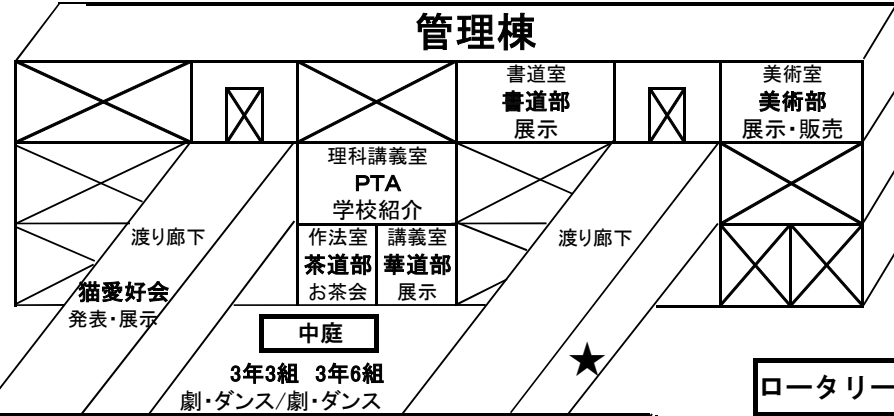 管理棟
書道室
書道部
展示
美術室
美術部
展示・販売
理科講義室
PTA
学校紹介
渡り廊下
作法室
茶道部
お茶会
講義室
華道部
展示
渡り廊下
猫愛好会
発表・展示
中庭
3年3組 3年6組
劇・ダンス/劇・ダンス
★
ロータリー